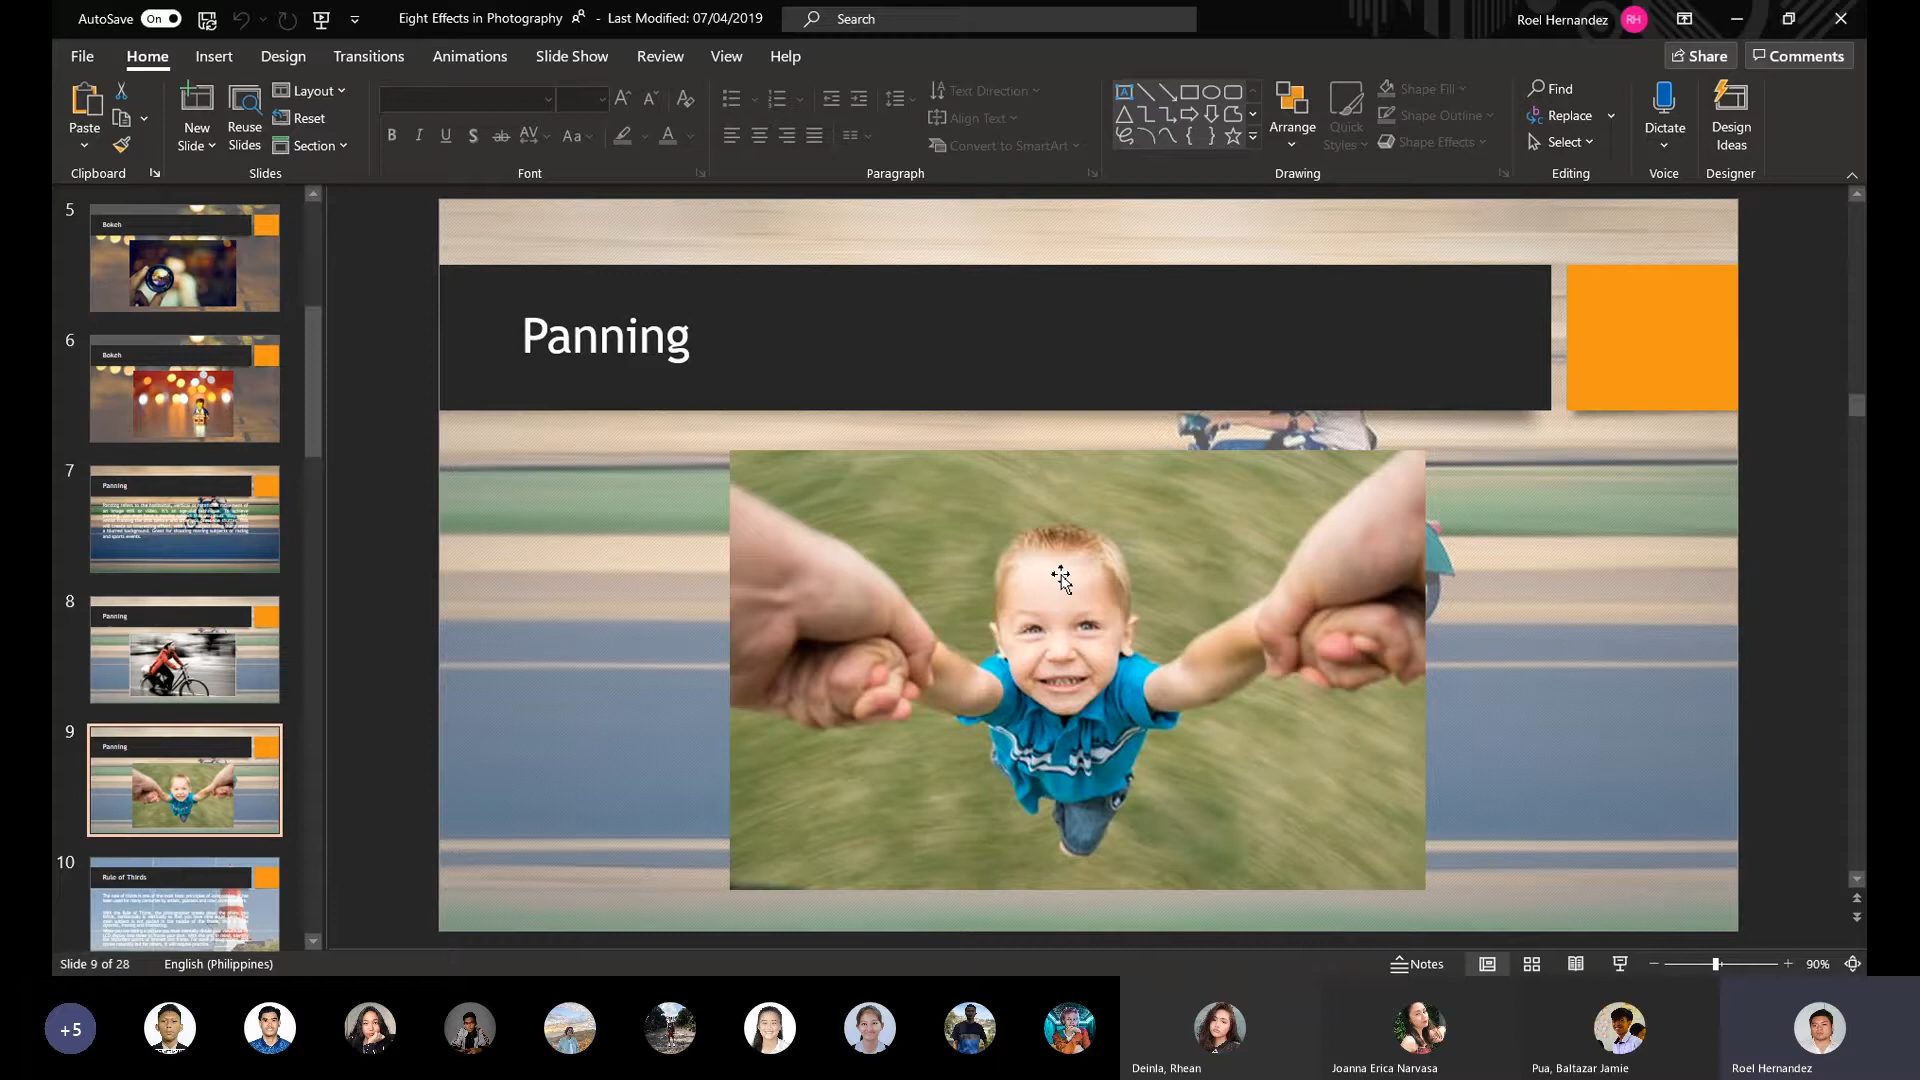 AutoSave On Eight Effects in Photography - Last Modified: 07/04/2019 Search Roel Hernandez RH
File Home Insert Design Transitions Animations Slide Show Review View Help Share Comments
Paste
New Slide
Reuse Slides
Layout
Reset
Section
B I U S ab AV Aa A
Text Direction
Align Text
Convert to SmartArt
Arrange
Quick Styles
Shape Fill
Shape Outline
Shape Effects
Find
Replace
Select
Dictate
Design Ideas
Clipboard Slides Font Paragraph Drawing Editing Voice Designer
5
Bokeh
6
Bokeh
7
Panning
8
Panning
9
Panning
10
Rule of Thirds
Panning
Slide 9 of 28 English (Philippines) Notes 90%
+5
Deinla, Rhean Joanna Erica Narvasa Pua, Baltazar Jamie Roel Hernandez